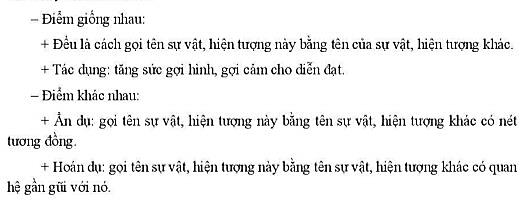 – Điểm giống nhau:
+ Đều là cách gọi tên sự vật, hiện tượng này bằng tên của sự vật, hiện tượng khác.
+ Tác dụng: tăng sức gợi hình, gợi cảm cho diễn đạt.
– Điểm khác nhau:
+ Ẩn dụ: gọi tên sự vật, hiện tượng này bằng tên sự vật, hiện tượng khác có nét
tương đồng.
+ Hoán dụ: gọi tên sự vật, hiện tượng này bằng tên sự vật, hiện tượng khác có quan
hệ gần gũi với nó.